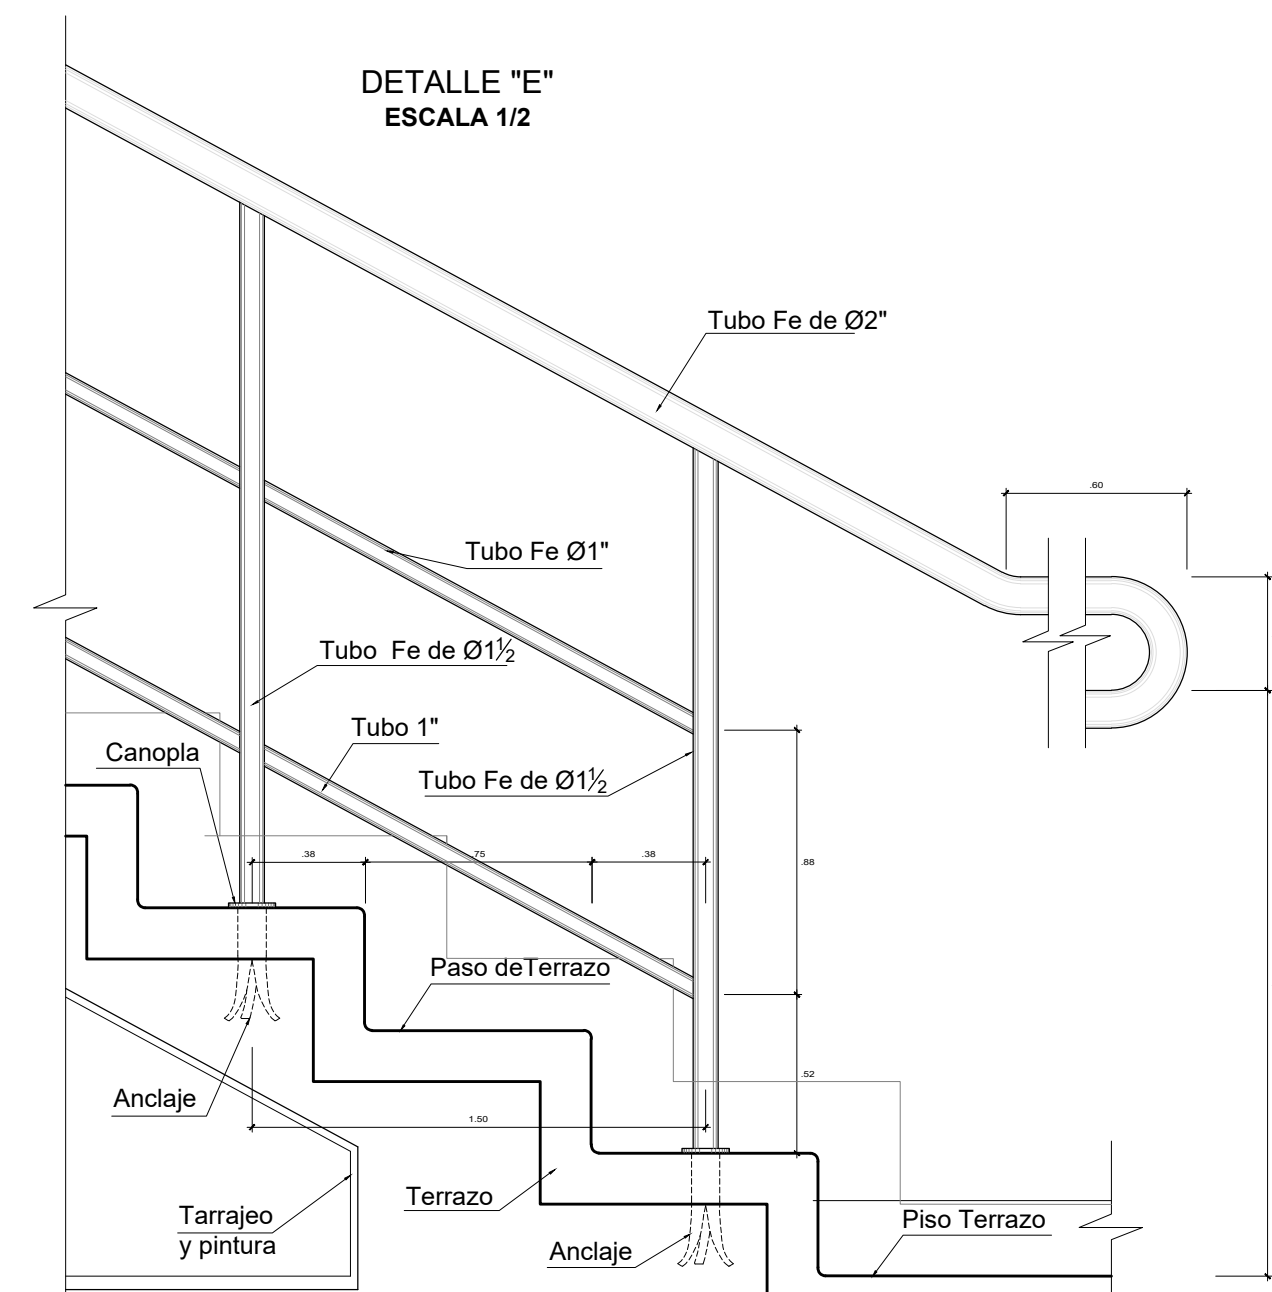 DETALLE "E"
ESCALA 1/2
Tubo Fe de Ø2"
.60
Tubo Fe Ø1"
Tubo Fe de Ø1½
Tubo 1"
Canopla
Tubo Fe de Ø1½
.38
.75
.38
.88
Paso deTerrazo
.52
Anclaje
1.50
Terrazo
Tarrajeo
y pintura
Piso Terrazo
Anclaje